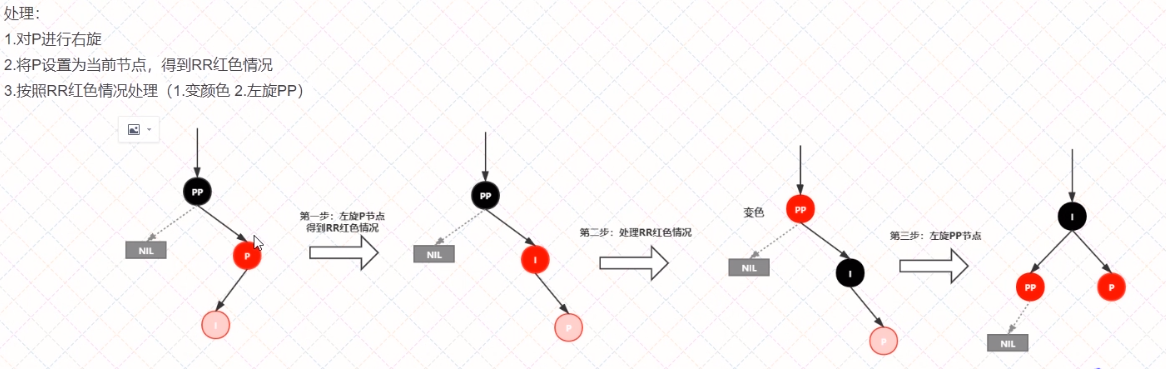 处理：
1.对P进行右旋
2.将P设置为当前节点，得到RR红色情况
3.按照RR红色情况处理（1.变颜色 2.左旋PP）
PP
NIL
P
I
第一步：左旋P节点
得到RR红色情况
PP
NIL
I
P
第二步：处理RR红色情况
变色
PP
NIL
I
P
第三步：左旋PP节点
I
PP
P
NIL